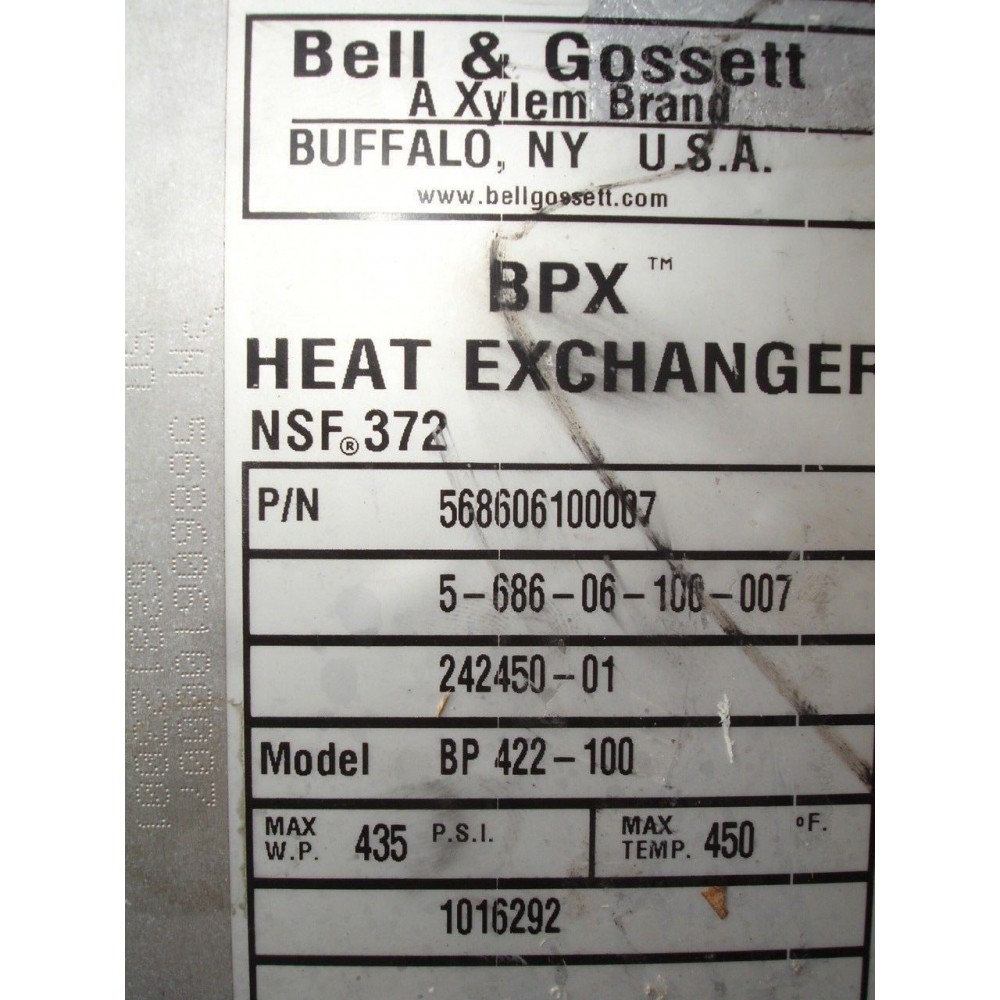 Bell & Gossett
A Xylem Brand
BUFFALO, NY U.S.A.
www.bellgossett.com
BPX ™
HEAT EXCHANGER
NSF® 372
P/N 568606100007
5-686-06-100-007
242450-01
Model BP 422-100
MAX W.P. 435 P.S.I. MAX TEMP. 450 °F.
1016292